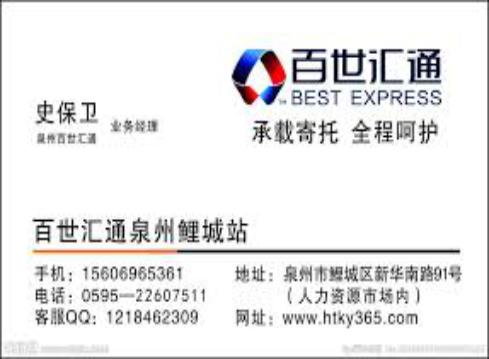 百世汇通
BEST EXPRESS
承载寄托 全程呵护
史保卫 业务经理
泉州百世汇通
百世汇通泉州鲤城站
手机：15606965361
电话：0595—22607511
客服QQ：1218462309
地址：泉州市鲤城区新华南路91号
（人力资源市场内）
网址：www.htky365.com